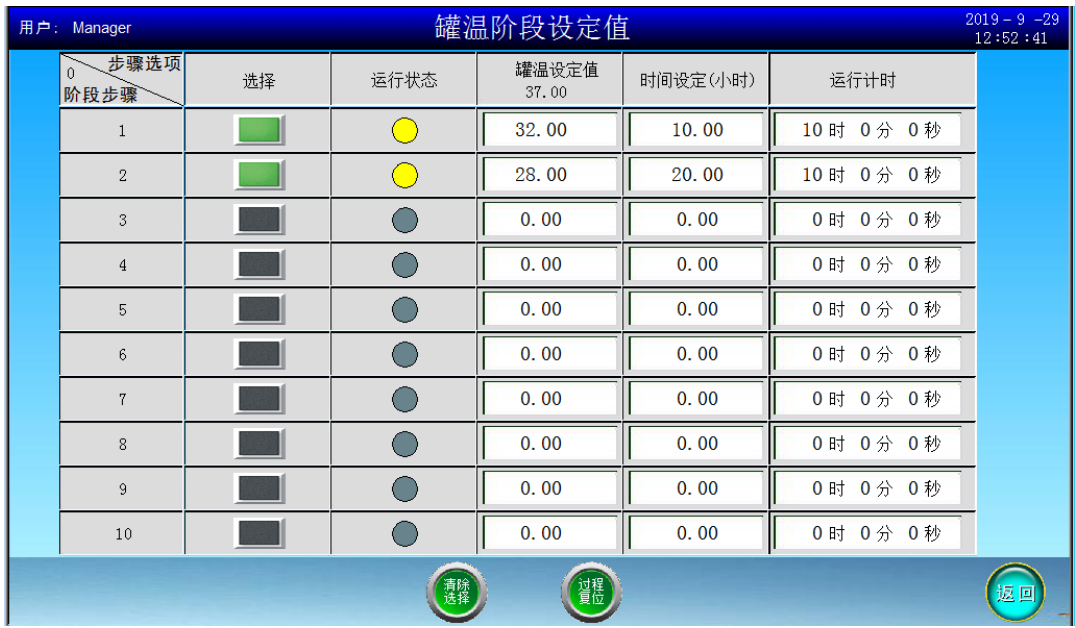 用户： Manager
罐温阶段设定值
2019-9-29
12:52:41
步骤选项
0
阶段步骤
选择
运行状态
罐温设定值
37.00
时间设定(小时)
运行计时
1 32.00 10.00 10时 0分 0秒
2 28.00 20.00 10时 0分 0秒
3 0.00 0.00 0时 0分 0秒
4 0.00 0.00 0时 0分 0秒
5 0.00 0.00 0时 0分 0秒
6 0.00 0.00 0时 0分 0秒
7 0.00 0.00 0时 0分 0秒
8 0.00 0.00 0时 0分 0秒
9 0.00 0.00 0时 0分 0秒
10 0.00 0.00 0时 0分 0秒
清除
选择
过程
复位
返回